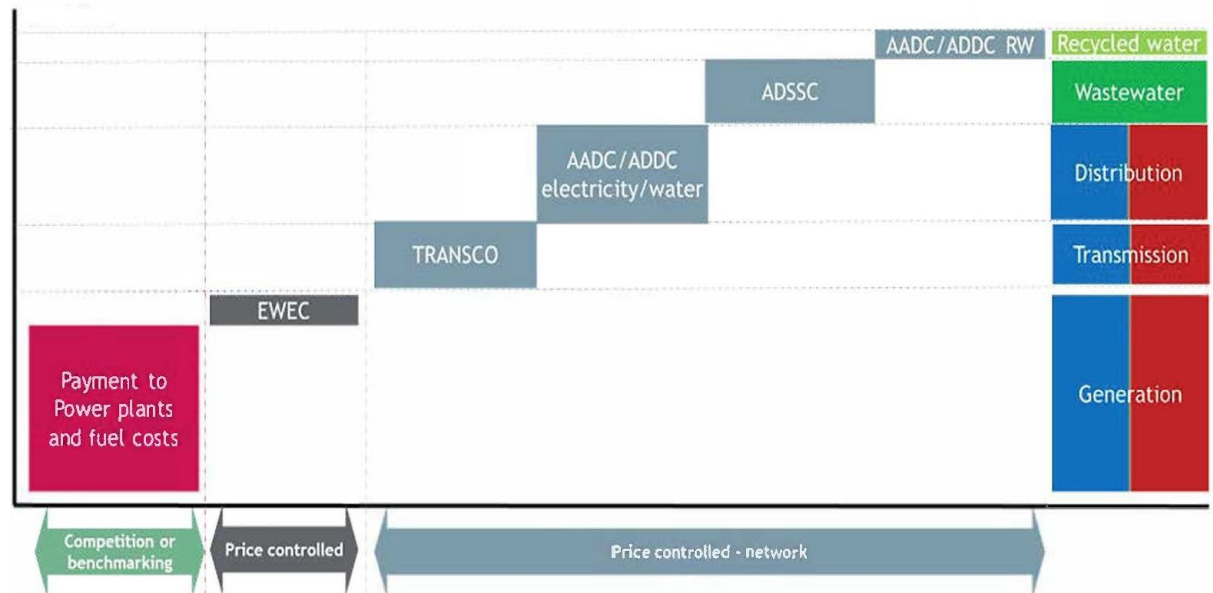 AADC/ADDC RW
Recycled water
ADSSC
Wastewater
AADC/ADDC
electricity/water
Distribution
TRANSCO
Transmission
EWEC
Payment to
Power plants
and fuel costs
Generation
Competition or
benchmarking
Price controlled
Price controlled - network